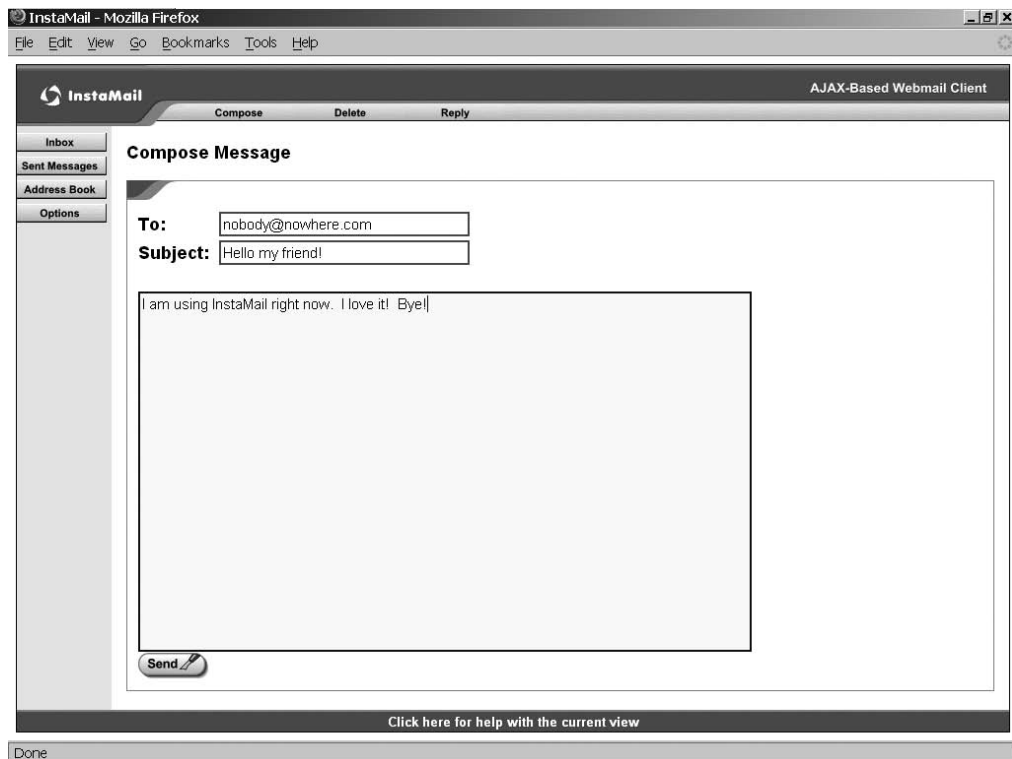 InstaMail - Mozilla Firefox
File Edit View Go Bookmarks Tools Help
InstaMail
AJAX-Based Webmail Client
Compose Delete Reply
Inbox
Sent Messages
Address Book
Options
Compose Message
To: nobody@nowhere.com
Subject: Hello my friend!
I am using InstaMail right now. I love it! Bye!
Send
Click here for help with the current view
Done